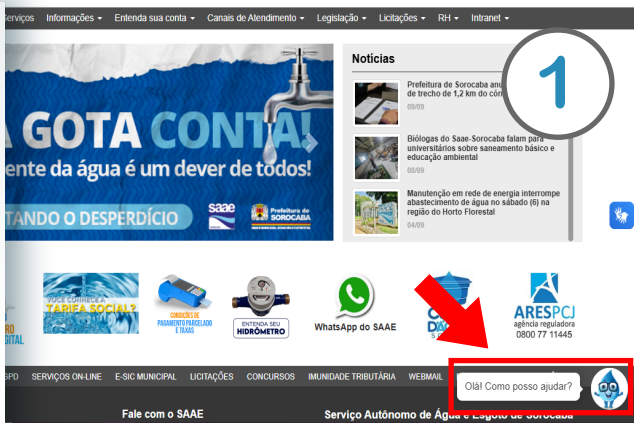 Serviços Informações Entenda sua conta Canais de Atendimento Legislação Licitações RH Intranet
GOTA CONTA!
ente da água é um dever de todos!
TANDO O DESPERDÍCIO
saae
Prefeitura de
SOROCABA
Notícias
Prefeitura de Sorocaba anu
de trecho de 1,2 km do cór
09/09
Biólogas do Saae-Sorocaba falam para
universitários sobre saneamento básico e
educação ambiental
08/09
Manutenção em rede de energia interrompe
abastecimento de água no sábado (6) na
região do Horto Florestal
04/09
1
RO
GITAL
VOCÊ CONHECE A
TARIFA SOCIAL?
CONDIÇÕES DE
PAGAMENTO PARCELADO
E TAXAS
ENTENDA SEU
HIDRÔMETRO
WhatsApp do SAAE
ARESPCJ
agência reguladora
0800 77 11445
GPD SERVIÇOS ON-LINE E-SIC MUNICIPAL LICITAÇÕES CONCURSOS IMUNIDADE TRIBUTÁRIA WEBMAIL
Olá! Como posso ajudar?
Fale com o SAAE
Serviço Autônomo de Água e Esgoto de Sorocaba